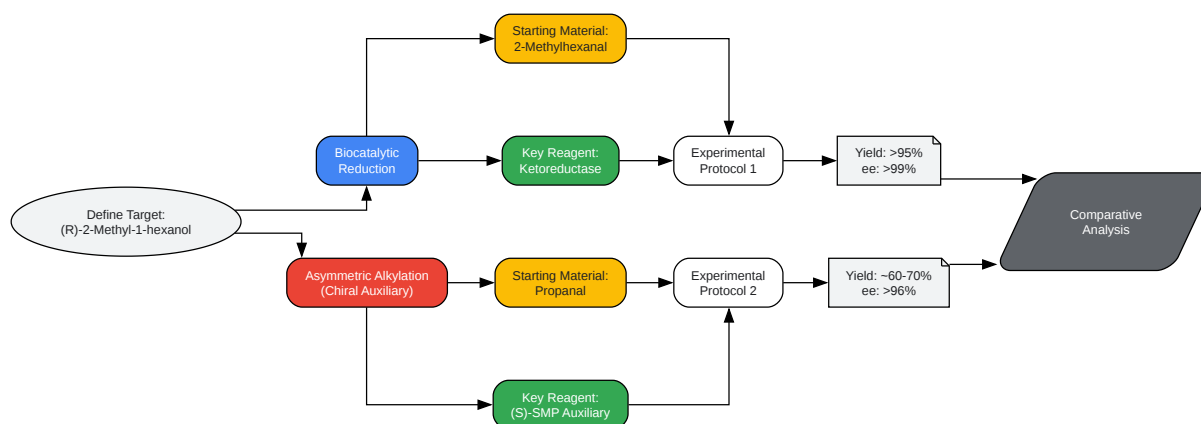 Starting Material:
2-Methylhexanal
Biocatalytic
Reduction
Key Reagent:
Ketoreductase
Experimental
Protocol 1
Yield: >95%
ee: >99%
Define Target:
(R)-2-Methyl-1-hexanol
Comparative
Analysis
Asymmetric Alkylation
(Chiral Auxiliary)
Starting Material:
Propanal
Experimental
Protocol 2
Yield: ~60-70%
ee: >96%
Key Reagent:
(S)-SMP Auxiliary